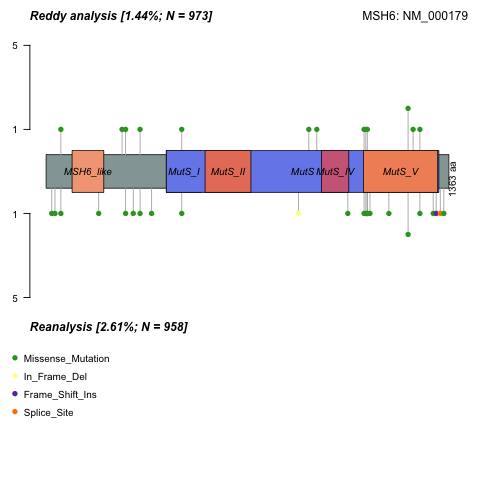 Reddy analysis [1.44%; N = 973]
MSH6: NM_000179
5
1
MSH6_like
MutS_I
MutS_II
MutS
MutS_IV
MutS_V
1363 aa
1
5
Reanalysis [2.61%; N = 958]
Missense_Mutation
In_Frame_Del
Frame_Shift_Ins
Splice_Site